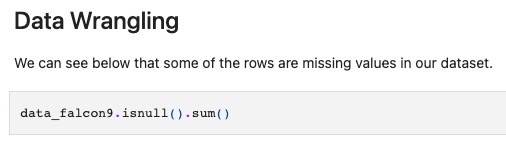 Data Wrangling
We can see below that some of the rows are missing values in our dataset.
data_falcon9.isnull().sum()